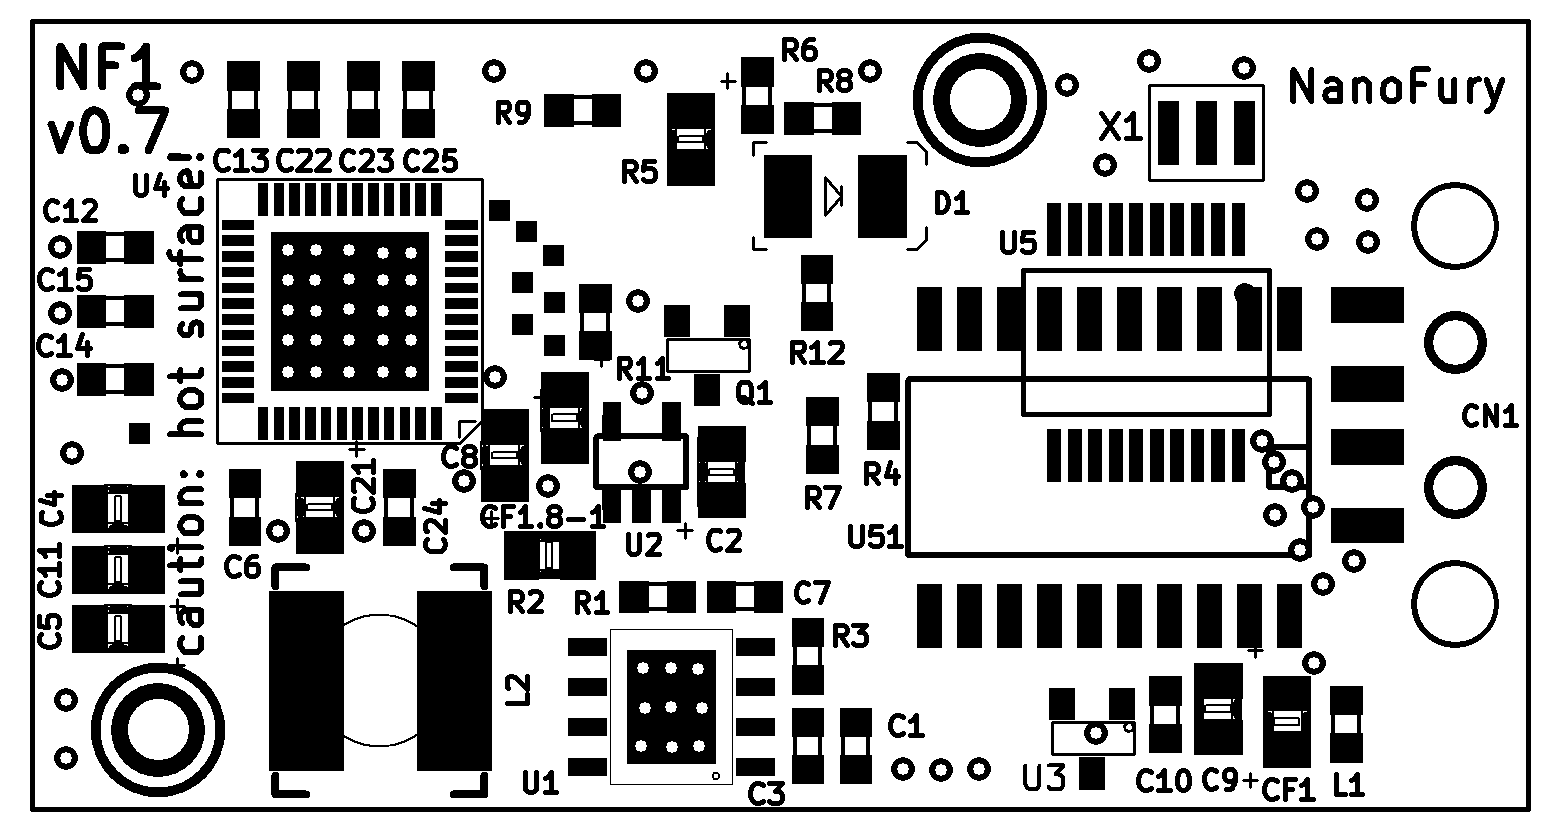 NF1
v0.7
NanoFury
R6
R8
R9
R5
X1
C13 C22 C23 C25
U4
D1
C12
U5
C15
C14
R12
R11
Q1
CN1
caution: hot surface!
C8
C21
R4
R7
C4
C24
CF1.8-1
U2
C2
U51
C6
C11
R2
R1
C7
C5
R3
L2
C1
U1
C3
U3
C10
C9
CF1
L1